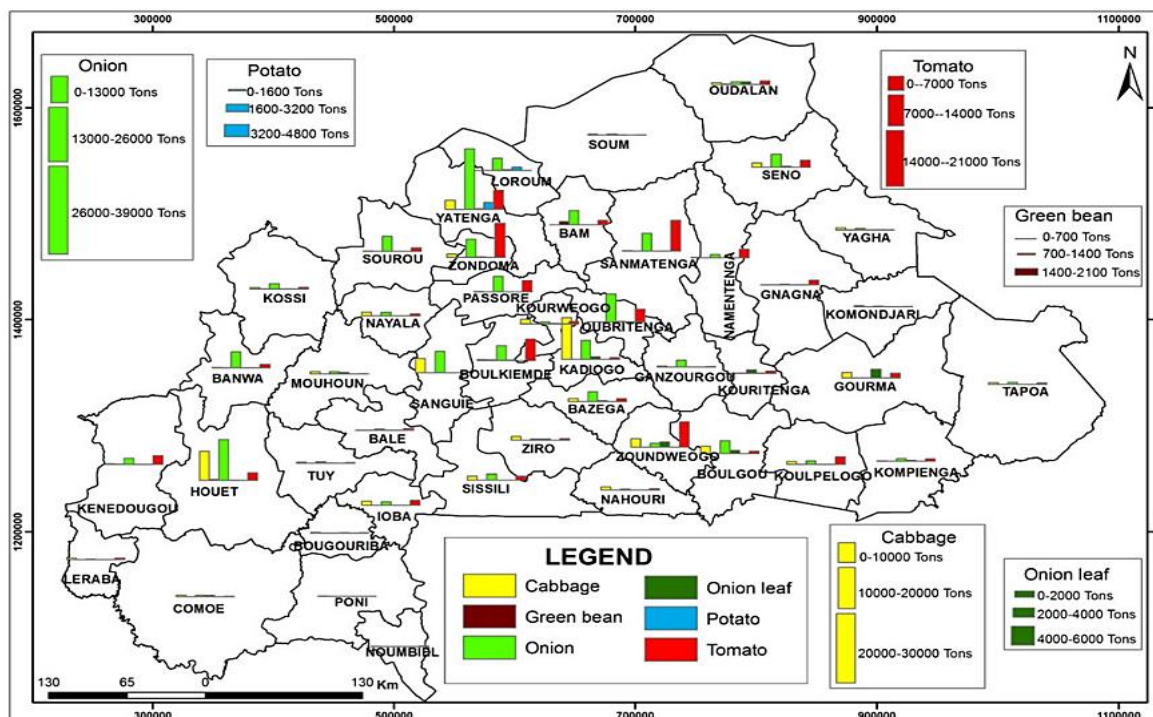 300000 500000 700000 900000 1100000
Onion
0-13000 Tons
13000-26000 Tons
26000-39000 Tons
Potato
0-1600 Tons
1600-3200 Tons
3200-4800 Tons
Tomato
0--7000 Tons
7000--14000 Tons
14000--21000 Tons
N
Green bean
0-700 Tons
700-1400 Tons
1400-2100 Tons
1600000
1400000
1200000
OUDALAN
SOUM
SENO
LOROUM
YATENGA
BAM
YAGHA
SOUROU
ZONDOMA
SANMATENGA
NAMENTENGA
KOSSI
PASSORE
GNAGNA
KOURWEOGO
KOMONDJARI
NAYALA
OUBRITENGA
BANWA
MOUHOUN
SANGUIE
BOULKIEMDE
KADIOGO
GANZOURGOU
KOURITENGA
GOURMA
TAPOA
BAZEGA
BALE
ZIRO
ZOUNDWEOGO
BOULGOU
KOULPELOGO
KOMPIENGA
KENEDOUGOU
HOUET
TUY
SISSILI
NAHOURI
IOBA
BOUGOURIBA
LERABA
COMOE
PONI
NOUMBIBL
LEGEND
Cabbage
Green bean
Onion
Onion leaf
Potato
Tomato
Cabbage
0-10000 Tons
10000-20000 Tons
20000-30000 Tons
Onion leaf
0-2000 Tons
2000-4000 Tons
4000-6000 Tons
130 65 0 130 Km
300000 500000 700000 900000 1100000